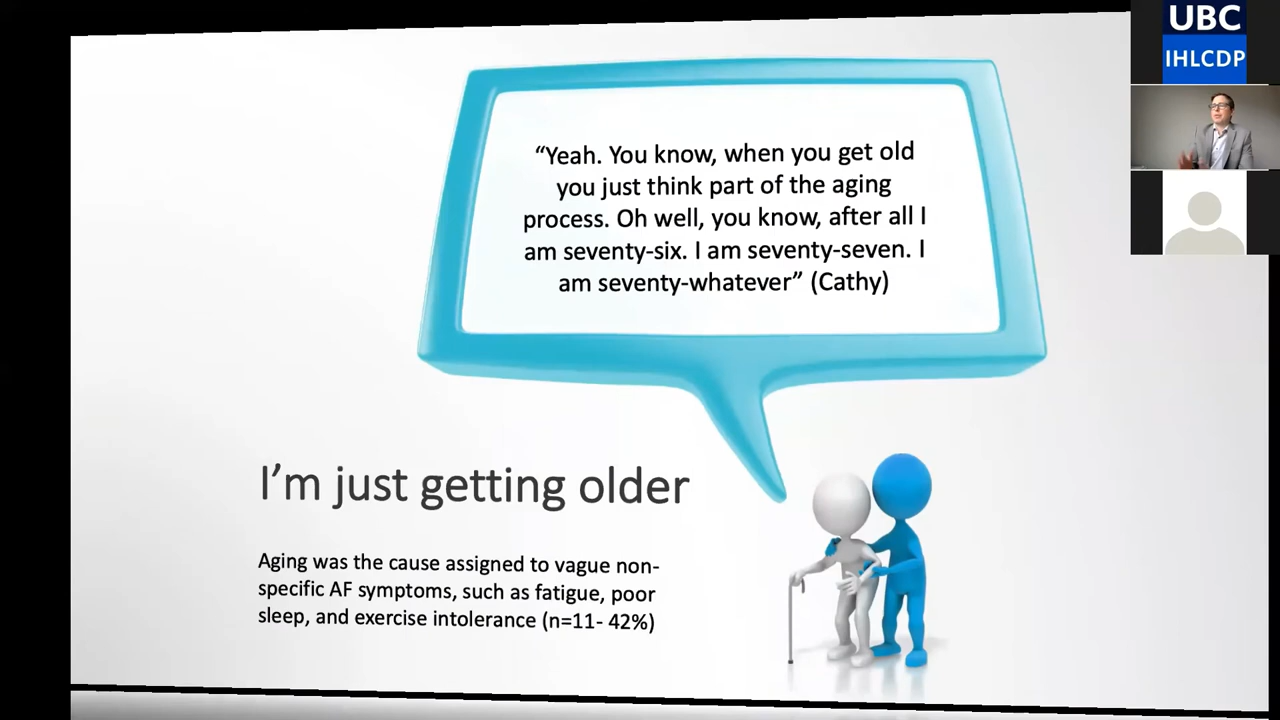 UBC
IHLCDP
“Yeah. You know, when you get old
you just think part of the aging
process. Oh well, you know, after all I
am seventy-six. I am seventy-seven. I
am seventy-whatever” (Cathy)
I’m just getting older
Aging was the cause assigned to vague non-
specific AF symptoms, such as fatigue, poor
sleep, and exercise intolerance (n=11- 42%)